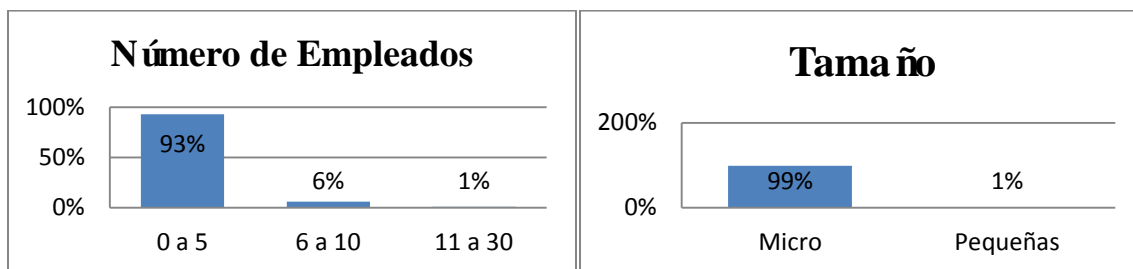 Número de Empleados
100%
50%
0%
93%
6%
1%
0 a 5
6 a 10
11 a 30
Tamaño
200%
0%
99%
1%
Micro
Pequeñas